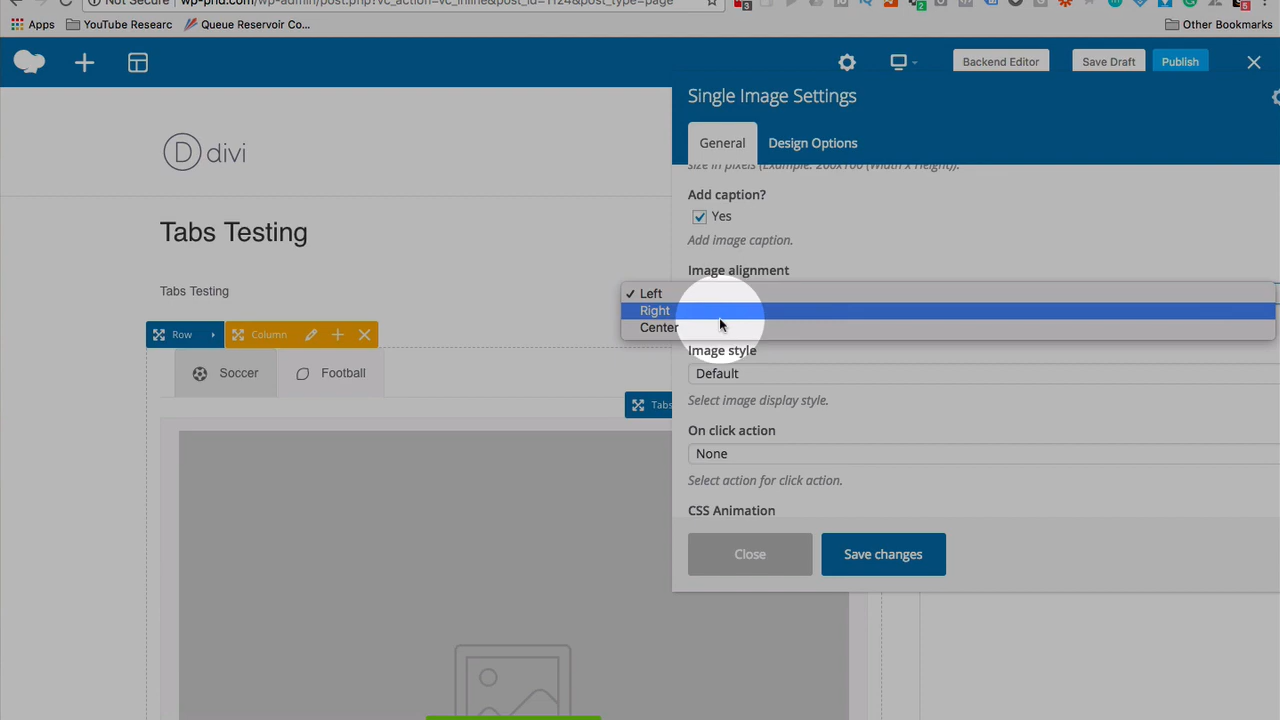 Not Secure wp-phd.com/wp-admin/post.php?vc_action=vc_inline&post_id=1124&post_type=page
3
2
5
Apps YouTube Researc Queue Reservoir Co... Other Bookmarks
Backend Editor Save Draft Publish
Single Image Settings
General Design Options
size in pixels (Example: 200x100 (Width x Height)).
D divi
Add caption?
Yes
Add image caption.
Tabs Testing
Image alignment
Tabs Testing
✓ Left
Right
Center
Row Column
Image style
Default
Soccer Football
Select image display style.
Tabs
On click action
None
Select action for click action.
CSS Animation
Close Save changes